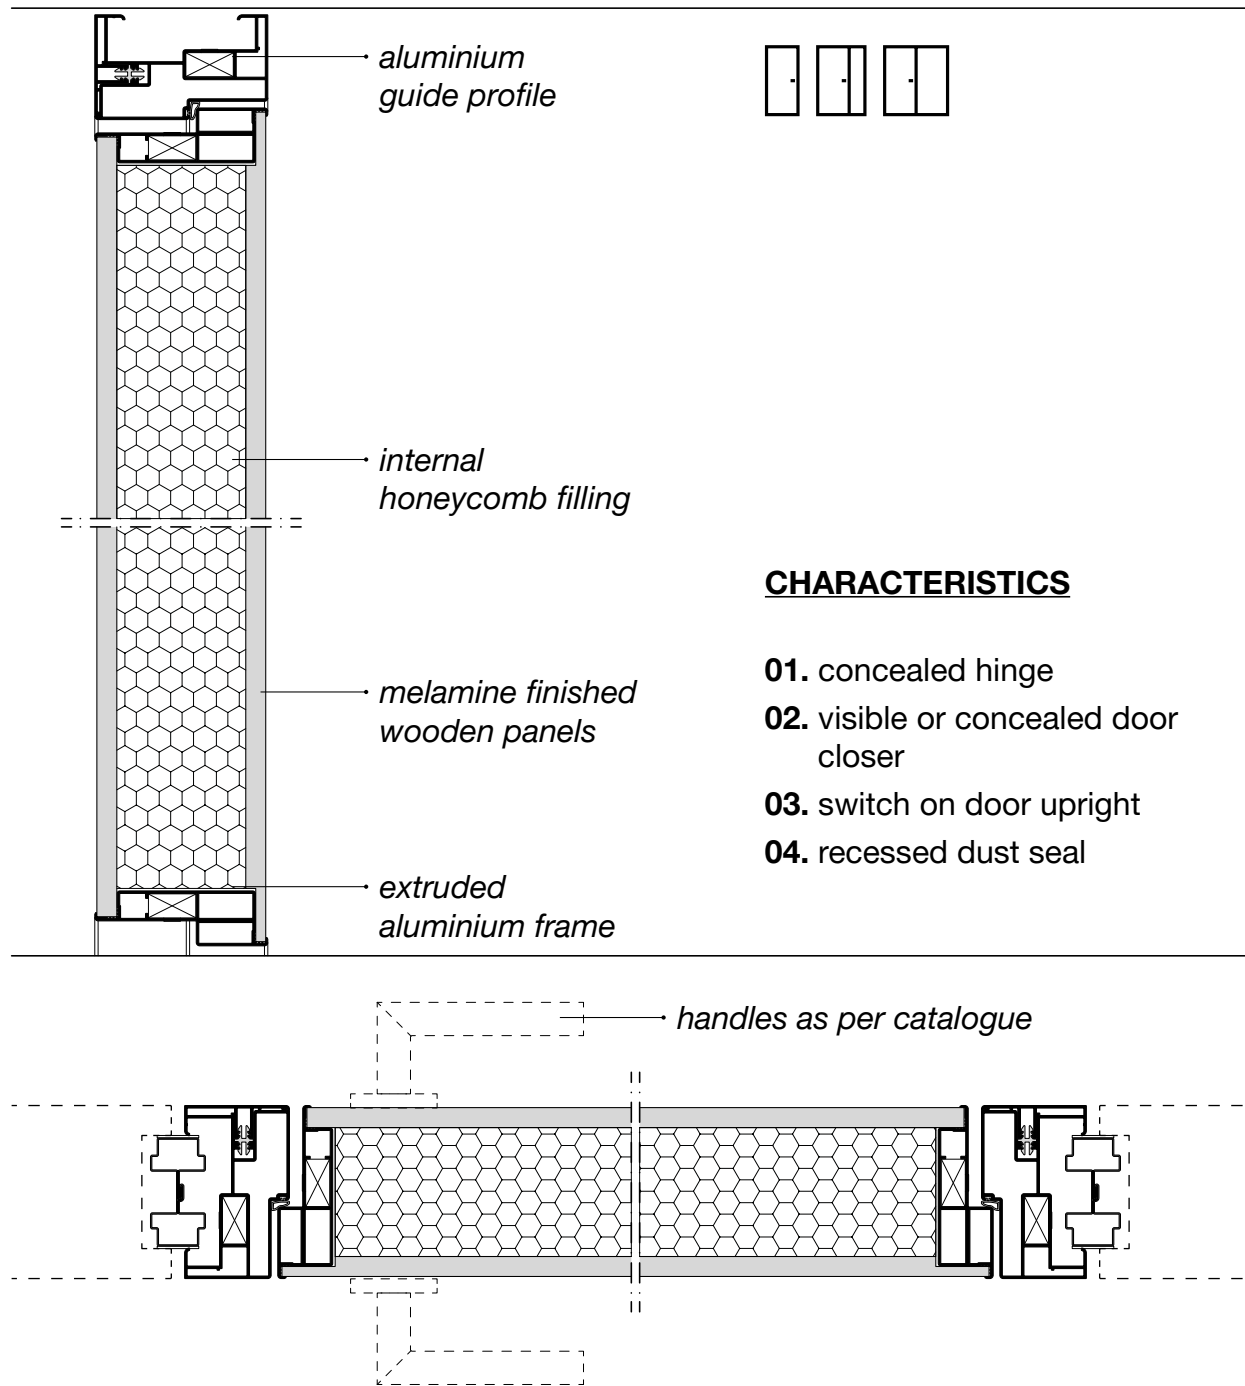 aluminium
guide profile
internal
honeycomb filling
melamine finished
wooden panels
extruded
aluminium frame
CHARACTERISTICS
01. concealed hinge
02. visible or concealed door
closer
03. switch on door upright
04. recessed dust seal
handles as per catalogue